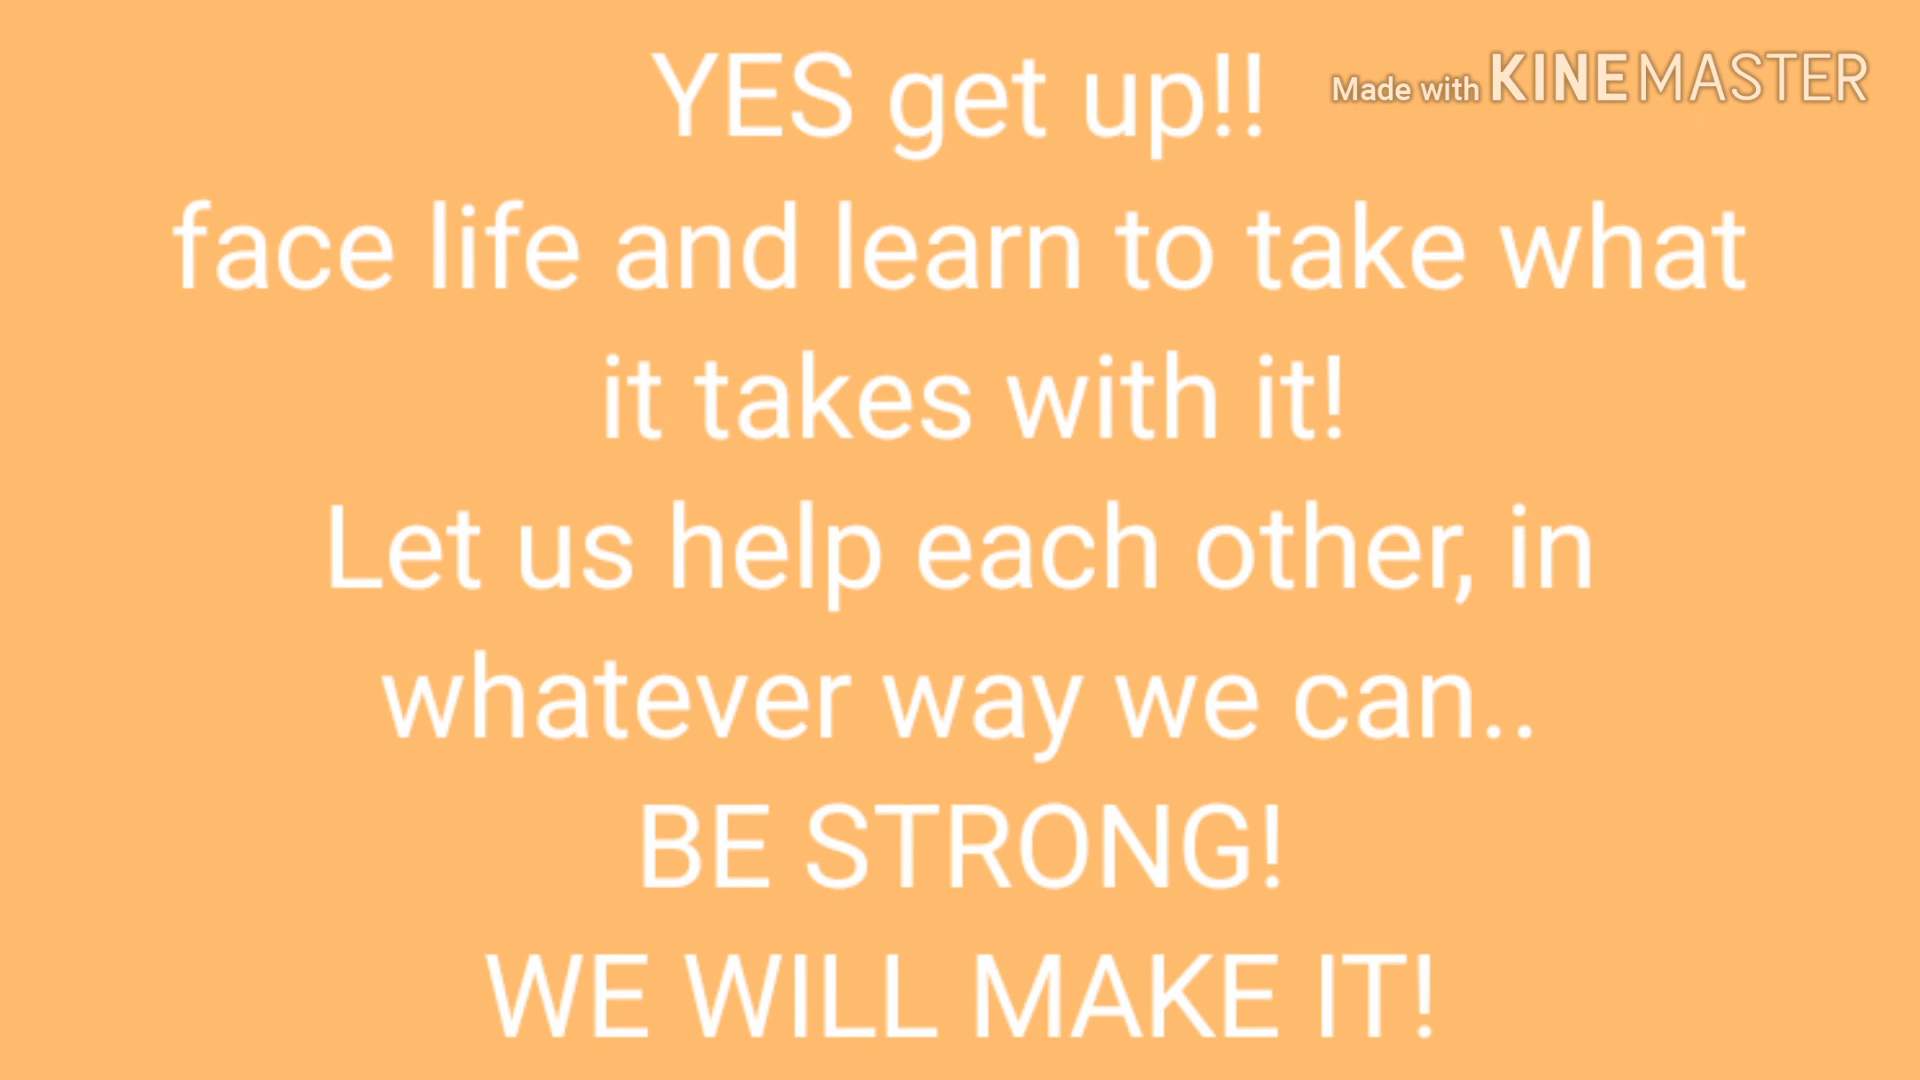 YES get up!!
Made with KINEMASTER
face life and learn to take what
it takes with it!
Let us help each other, in
whatever way we can..
BE STRONG!
WE WILL MAKE IT!